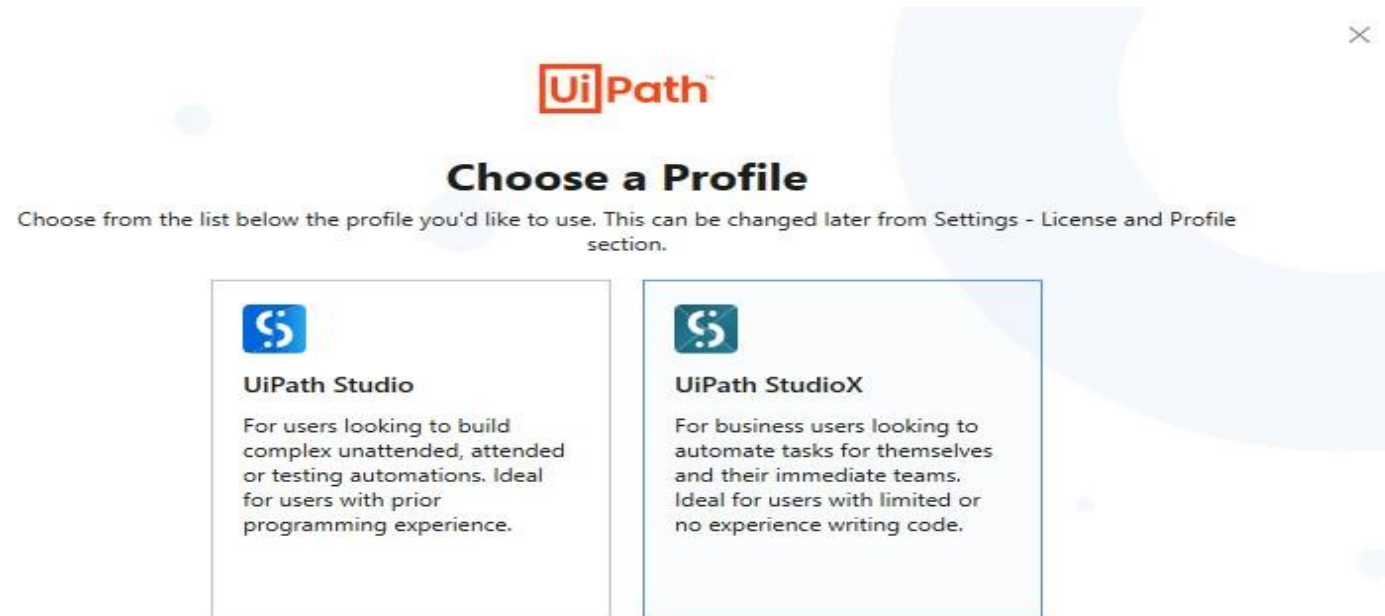 UiPath™
Choose a Profile
Choose from the list below the profile you'd like to use. This can be changed later from Settings - License and Profile
section.
UiPath Studio
For users looking to build
complex unattended, attended
or testing automations. Ideal
for users with prior
programming experience.
UiPath StudioX
For business users looking to
automate tasks for themselves
and their immediate teams.
Ideal for users with limited or
no experience writing code.